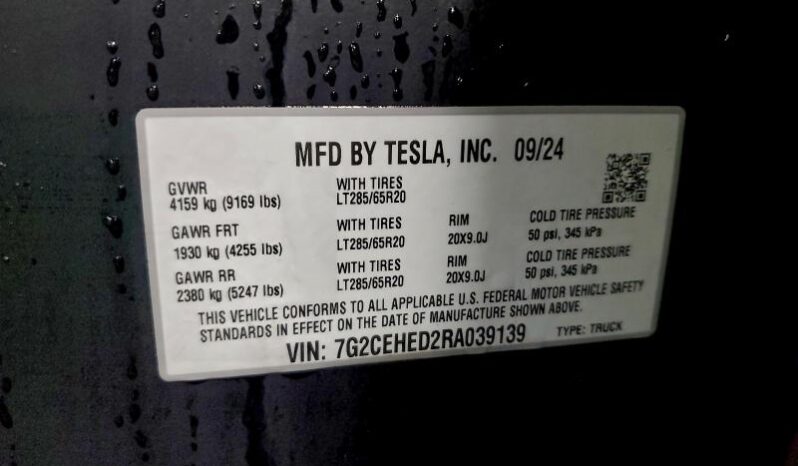 MFD BY TESLA, INC. 09/24
GVWR
4159 kg (9169 lbs)
WITH TIRES
LT285/65R20
GAWR FRT
1930 kg (4255 lbs)
WITH TIRES
LT285/65R20
RIM
20X9.0J
COLD TIRE PRESSURE
50 psi, 345 kPa
GAWR RR
2380 kg (5247 lbs)
WITH TIRES
LT285/65R20
RIM
20X9.0J
COLD TIRE PRESSURE
50 psi, 345 kPa
THIS VEHICLE CONFORMS TO ALL APPLICABLE U.S. FEDERAL MOTOR VEHICLE SAFETY
STANDARDS IN EFFECT ON THE DATE OF MANUFACTURE SHOWN ABOVE.
VIN: 7G2CEHED2RA039139 TYPE: TRUCK